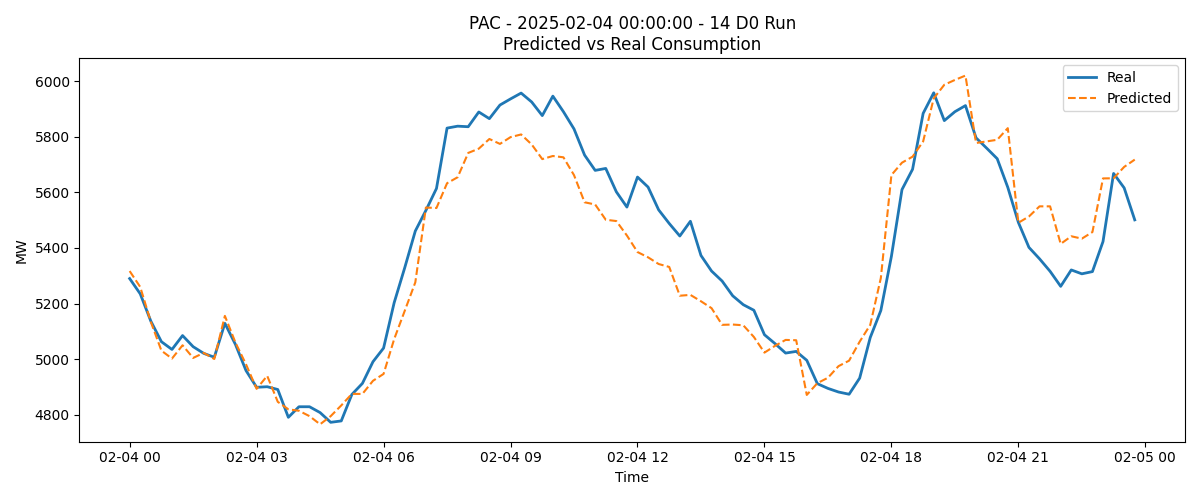 PAC - 2025-02-04 00:00:00 - 14 D0 Run
Predicted vs Real Consumption
Real
Predicted
MW
6000
5800
5600
5400
5200
5000
4800
02-04 00
02-04 03
02-04 06
02-04 09
02-04 12
02-04 15
02-04 18
02-04 21
02-05 00
Time